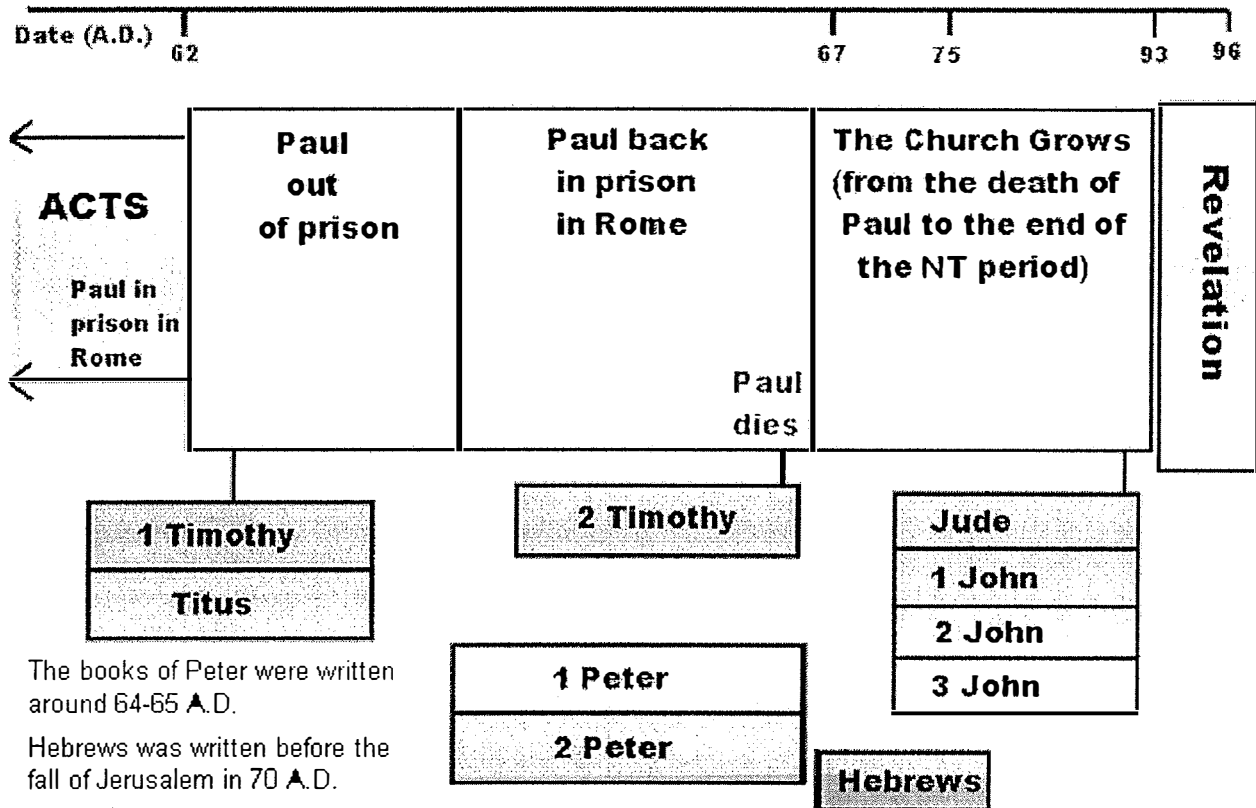 Date (A.D.)
62 67 75 93 96
ACTS
Paul in
prison in
Rome
Paul
out
of prison
Paul back
in prison
in Rome
Paul
dies
The Church Grows
(from the death of
Paul to the end of
the NT period)
Revelation
1 Timothy
Titus
2 Timothy
Jude
1 John
2 John
3 John
1 Peter
2 Peter
Hebrews
The books of Peter were written
around 64-65 A.D.
Hebrews was written before the
fall of Jerusalem in 70 A.D.